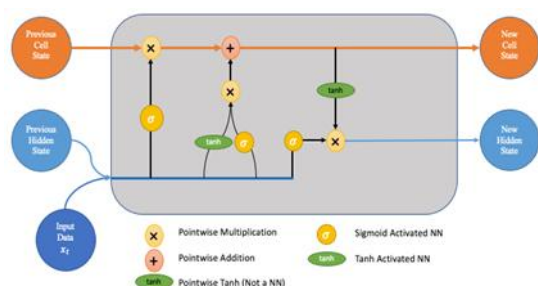 Previous
Cell
State
New
Cell
State
×
+
tanh
×
σ
tanh
σ
σ
×
Previous
Hidden
State
New
Hidden
State
Input
Data
xₜ
× Pointwise Multiplication
σ Sigmoid Activated NN
+ Pointwise Addition
tanh Tanh Activated NN
tanh Pointwise Tanh (Not a NN)